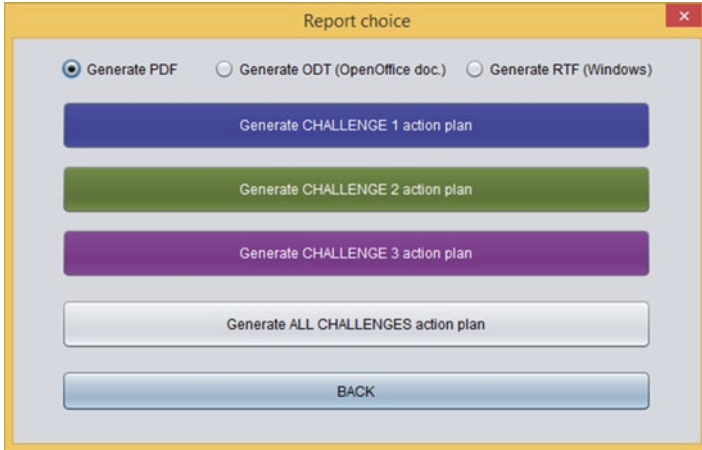 Report choice
Generate PDF Generate ODT (OpenOffice doc.) Generate RTF (Windows)
Generate CHALLENGE 1 action plan
Generate CHALLENGE 2 action plan
Generate CHALLENGE 3 action plan
Generate ALL CHALLENGES action plan
BACK